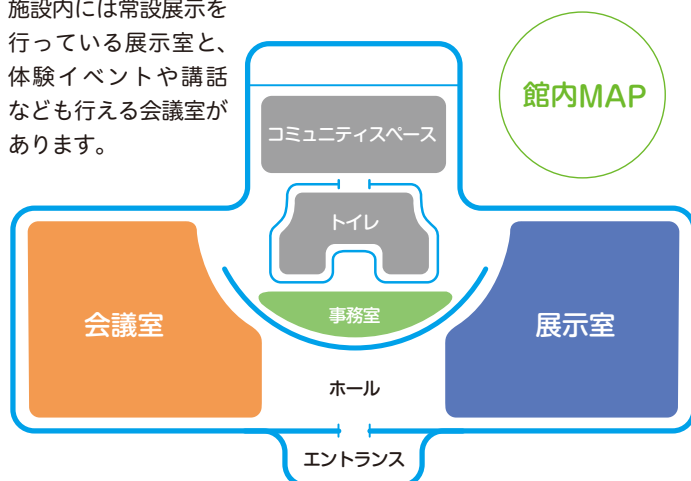 施設内には常設展示を
行っている展示室と、
体験イベントや講話
なども行える会議室が
あります。
館内MAP
コミュニティスペース
トイレ
事務室
会議室
展示室
ホール
エントランス